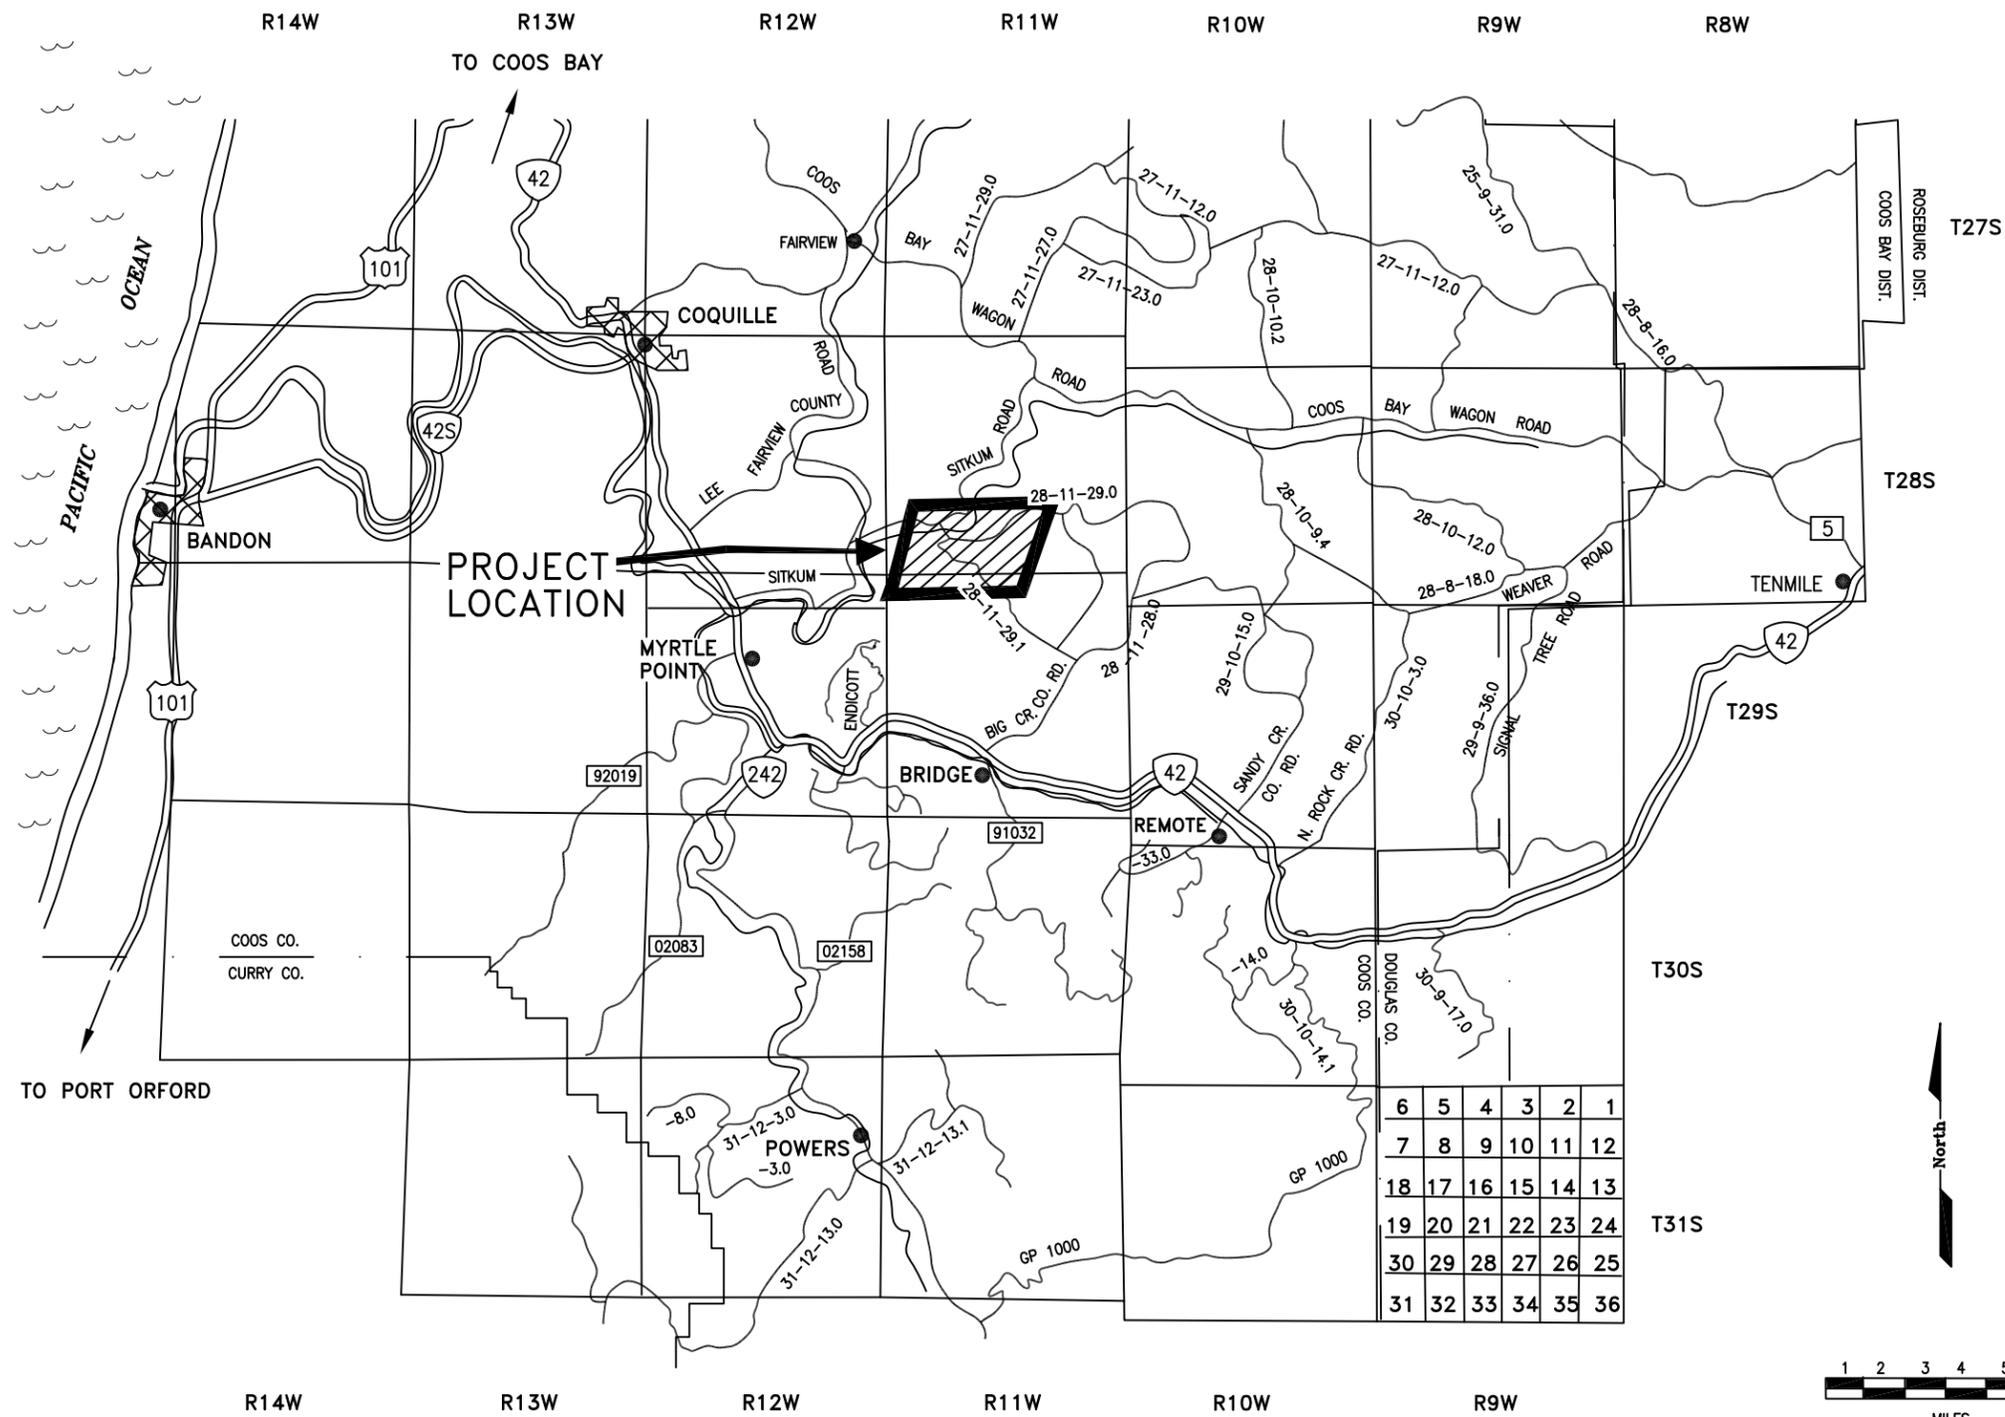 R14W R13W R12W R11W R10W R9W R8W
TO COOS BAY
42
101
COOS
FAIRVIEW
BAY
WAGON
ROAD
27-11-29.0
27-11-27.0
27-11-12.0
27-11-23.0
28-10-10.2
27-11-12.0
25-9-31.0
28-8-16.0
COOS BAY DIST.
ROSEBURG DIST.
T27S
PACIFIC
OCEAN
COQUILLE
42S
ROAD
COUNTY
FAIRVIEW
LEE
SITKUM
ROAD
COOS BAY WAGON ROAD
T28S
BANDON
PROJECT
LOCATION
SITKUM
28-11-29.0
28-11-29.1
28-11-28.0
28-10-9.4
28-10-12.0
28-8-18.0
WEAVER
ROAD
5
TENMILE
42
MYRTLE
POINT
ENDICOTT
BIG CR. CO. RD.
29-10-15.0
SANDY CR.
CO. RD.
30-10-3.0
N. ROCK CR. RD.
29-9-36.0
SIGNAL
TREE ROAD
T29S
101
92019
242
BRIDGE
42
91032
REMOTE
-33.0
COOS CO.
CURRY CO.
02083
02158
-14.0
30-10-14.1
COOS CO.
DOUGLAS CO.
30-9-17.0
T30S
TO PORT ORFORD
-8.0
31-12-3.0
-3.0
POWERS
31-12-13.1
31-12-13.0
GP 1000
GP 1000
6 5 4 3 2 1
7 8 9 10 11 12
18 17 16 15 14 13
19 20 21 22 23 24
30 29 28 27 26 25
31 32 33 34 35 36
T31S
North
1 2 3 4 5
MILES
R14W R13W R12W R11W R10W R9W